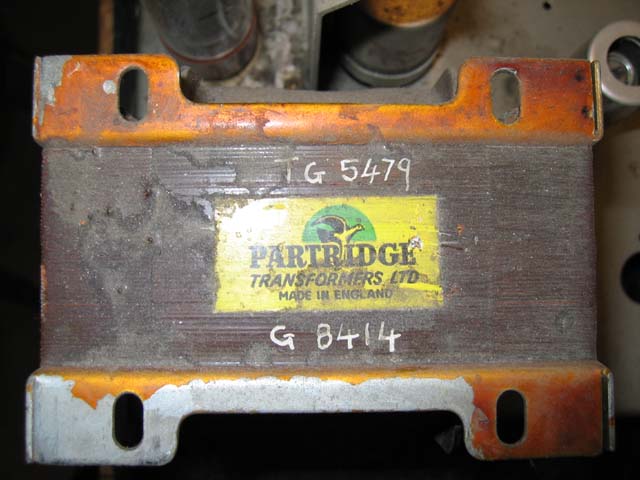 TG 5479
PARTRIDGE
TRANSFORMERS LTD
MADE IN ENGLAND
G 8414